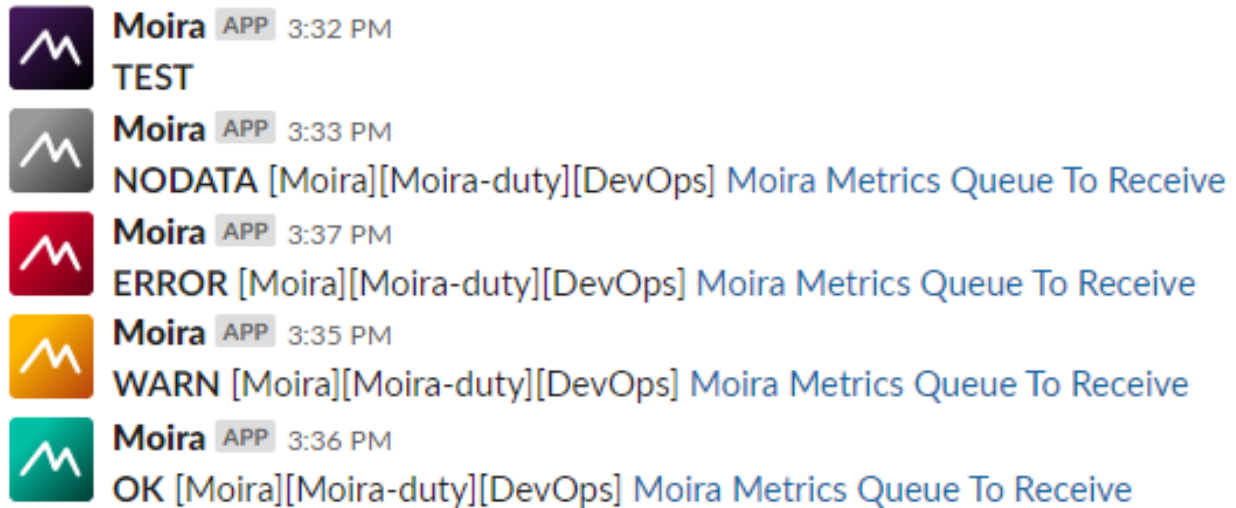 Moira APP 3:32 PM
TEST
Moira APP 3:33 PM
NODATA [Moira][Moira-duty][DevOps] Moira Metrics Queue To Receive
Moira APP 3:37 PM
ERROR [Moira][Moira-duty][DevOps] Moira Metrics Queue To Receive
Moira APP 3:35 PM
WARN [Moira][Moira-duty][DevOps] Moira Metrics Queue To Receive
Moira APP 3:36 PM
OK [Moira][Moira-duty][DevOps] Moira Metrics Queue To Receive